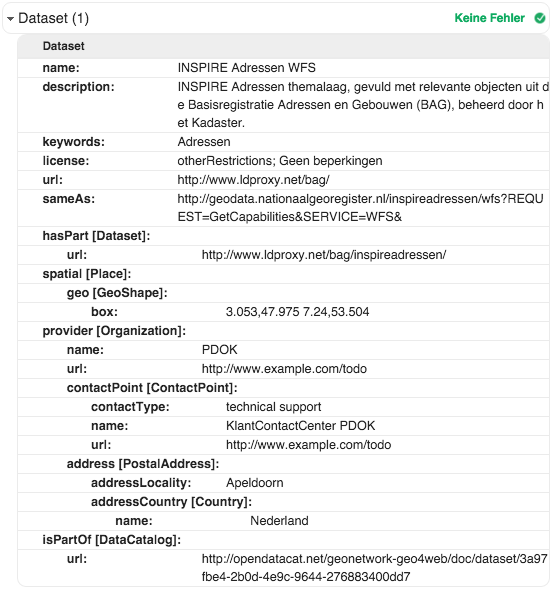 Dataset (1) Keine Fehler
Dataset
name: INSPIRE Adressen WFS
description: INSPIRE Adressen themalaag, gevuld met relevante objecten uit d
e Basisregistratie Adressen en Gebouwen (BAG), beheerd door h
et Kadaster.
keywords: Adressen
license: otherRestrictions; Geen beperkingen
url: http://www.ldproxy.net/bag/
sameAs: http://geodata.nationaalgeoregister.nl/inspireadressen/wfs?REQU
EST=GetCapabilities&SERVICE=WFS&
hasPart [Dataset]:
url: http://www.ldproxy.net/bag/inspireadressen/
spatial [Place]:
geo [GeoShape]:
box: 3.053,47.975 7.24,53.504
provider [Organization]:
name: PDOK
url: http://www.example.com/todo
contactPoint [ContactPoint]:
contactType: technical support
name: KlantContactCenter PDOK
url: http://www.example.com/todo
address [PostalAddress]:
addressLocality: Apeldoorn
addressCountry [Country]:
name: Nederland
isPartOf [DataCatalog]:
url: http://opendatacat.net/geonetwork-geo4web/doc/dataset/3a97
fbe4-2b0d-4e9c-9644-276883400dd7